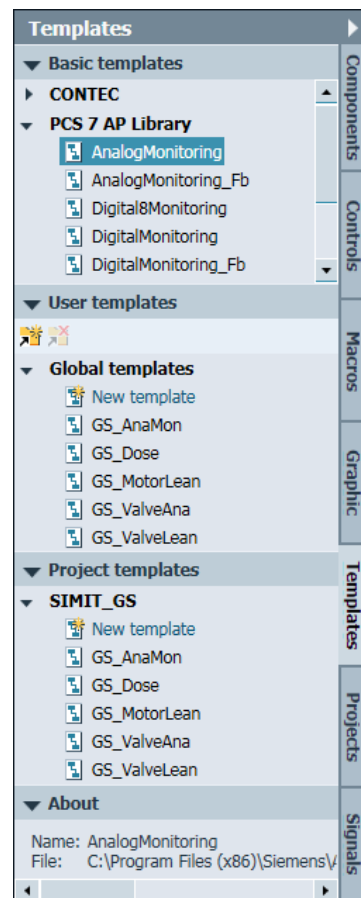 Templates
Basic templates
CONTEC
PCS 7 AP Library
AnalogMonitoring
AnalogMonitoring_Fb
Digital8Monitoring
DigitalMonitoring
DigitalMonitoring_Fb
User templates
Global templates
New template
GS_AnaMon
GS_Dose
GS_MotorLean
GS_ValveAna
GS_ValveLean
Project templates
SIMIT_GS
New template
GS_AnaMon
GS_Dose
GS_MotorLean
GS_ValveAna
GS_ValveLean
About
Name: AnalogMonitoring
File: C:\Program Files (x86)\Siemens\A
Components
Controls
Macros
Graphic
Templates
Projects
Signals